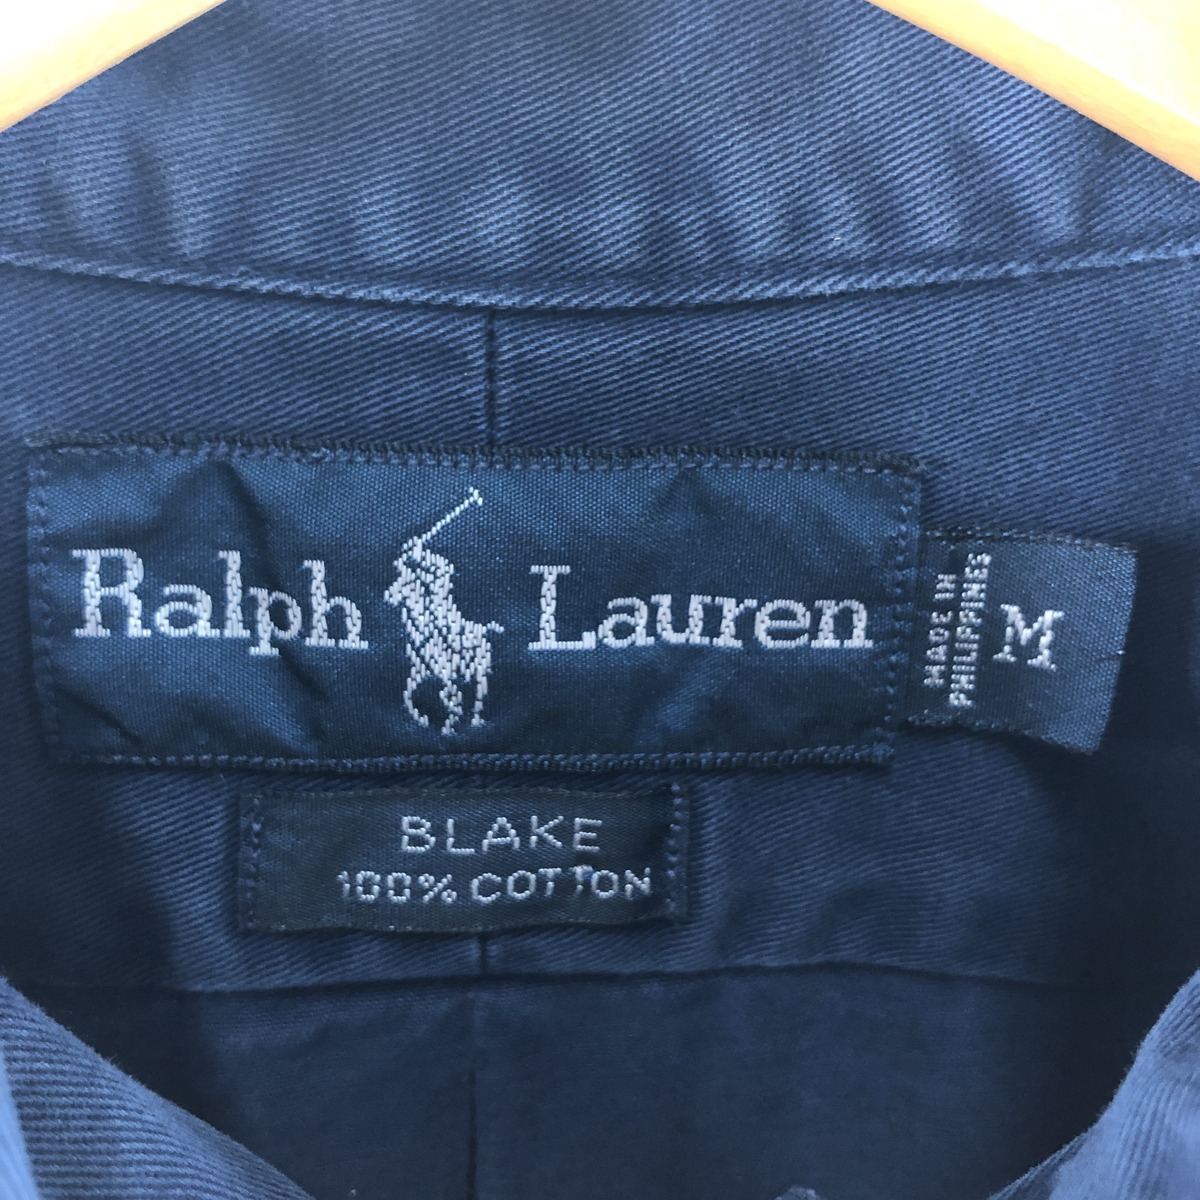 Ralph Lauren
MADE IN
PHILIPPINES
M
BLAKE
100% COTTON